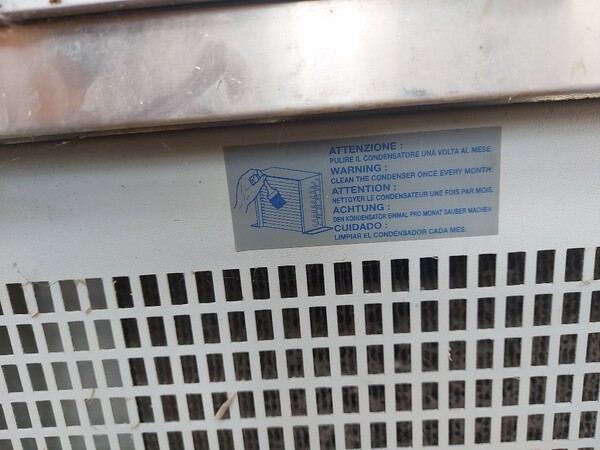 ATTENZIONE :
PULIRE IL CONDENSATORE UNA VOLTA AL MESE.
WARNING :
CLEAN THE CONDENSER ONCE EVERY MONTH.
ATTENTION :
NETTOYER LE CONDENSATEUR UNE FOIS PAR MOIS.
ACHTUNG :
DEN KONDENSATOR EINMAL PRO MONAT SAUBER MACHEN.
CUIDADO :
LIMPIAR EL CONDENSADOR CADA MES.